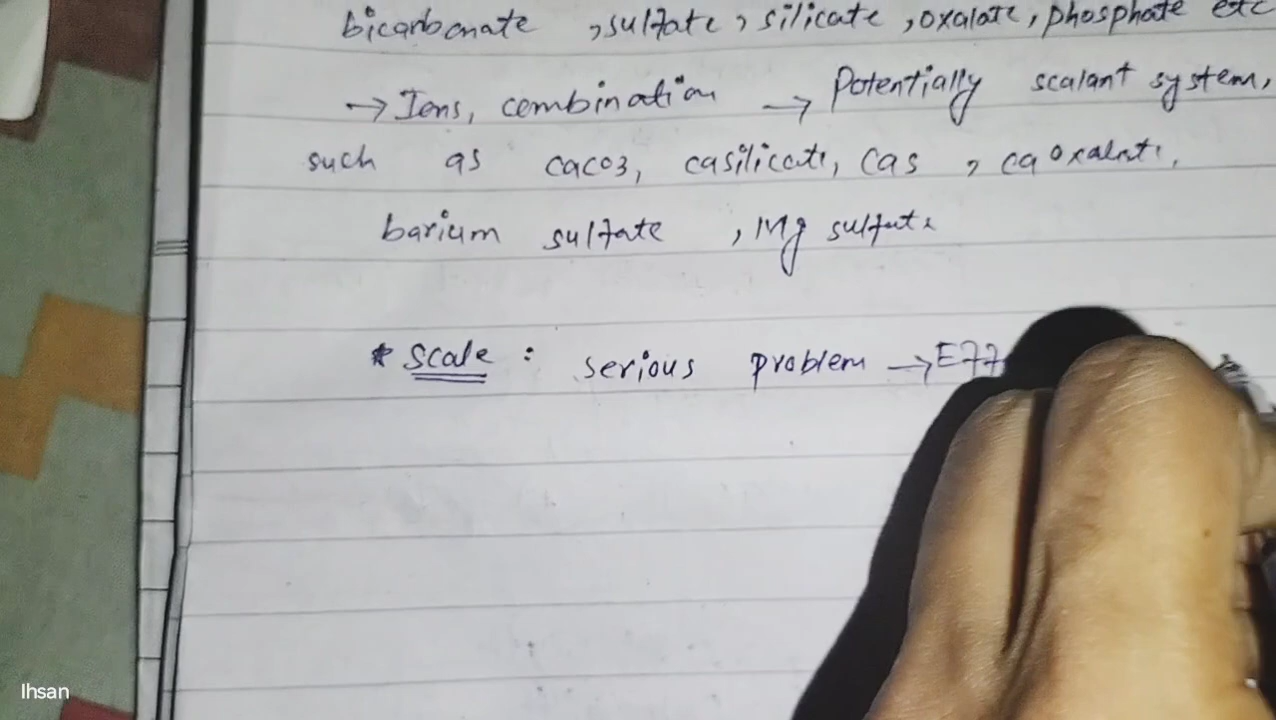 bicarbonate, sulfate, silicate, oxalate, phosphate etc
→ Ions, combination → Potentially scalant system,
such as caco3, casilicate, cas, ca oxalate,
barium sulfate, Mg sulfate
* Scale : serious problem → Eff
Ihsan